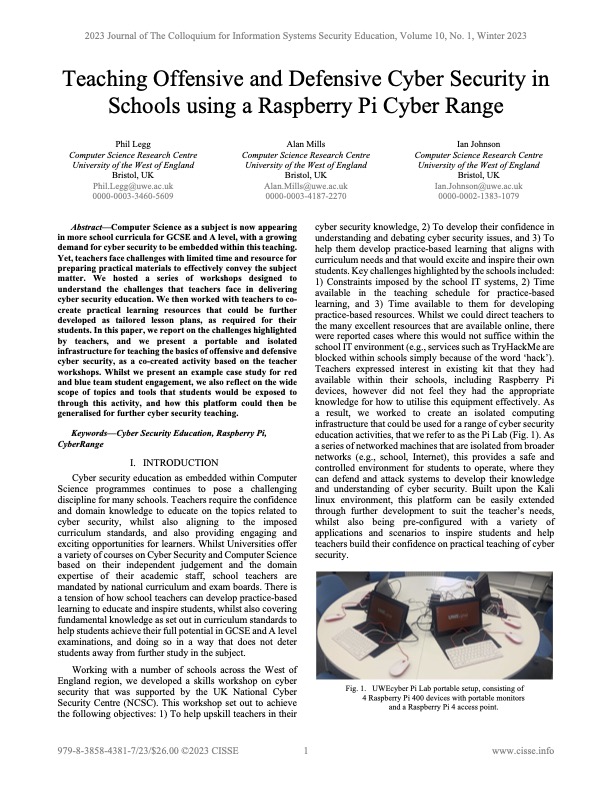 2023 Journal of The Colloquium for Information Systems Security Education, Volume 10, No. 1, Winter 2023
Teaching Offensive and Defensive Cyber Security in
Schools using a Raspberry Pi Cyber Range
Phil Legg
Computer Science Research Centre
University of the West of England
Bristol, UK
Phil.Legg@uwe.ac.uk
0000-0003-3460-5609
Alan Mills
Computer Science Research Centre
University of the West of England
Bristol, UK
Alan.Mills@uwe.ac.uk
0000-0003-4187-2270
Ian Johnson
Computer Science Research Centre
University of the West of England
Bristol, UK
Ian.Johnson@uwe.ac.uk
0000-0002-1383-1079
Abstract—Computer Science as a subject is now appearing
in more school curricula for GCSE and A level, with a growing
demand for cyber security to be embedded within this teaching.
Yet, teachers face challenges with limited time and resource for
preparing practical materials to effectively convey the subject
matter. We hosted a series of workshops designed to
understand the challenges that teachers face in delivering
cyber security education. We then worked with teachers to co-
create practical learning resources that could be further
developed as tailored lesson plans, as required for their
students. In this paper, we report on the challenges highlighted
by teachers, and we present a portable and isolated
infrastructure for teaching the basics of offensive and defensive
cyber security, as a co-created activity based on the teacher
workshops. Whilst we present an example case study for red
and blue team student engagement, we also reflect on the wide
scope of topics and tools that students would be exposed to
through this activity, and how this platform could then be
generalised for further cyber security teaching.
Keywords—Cyber Security Education, Raspberry Pi,
CyberRange
I. INTRODUCTION
Cyber security education as embedded within Computer
Science programmes continues to pose a challenging
discipline for many schools. Teachers require the confidence
and domain knowledge to educate on the topics related to
cyber security, whilst also aligning to the imposed
curriculum standards, and also providing engaging and
exciting opportunities for learners. Whilst Universities offer
a variety of courses on Cyber Security and Computer Science
based on their independent judgement and the domain
expertise of their academic staff, school teachers are
mandated by national curriculum and exam boards. There is
a tension of how school teachers can develop practice-based
learning to educate and inspire students, whilst also covering
fundamental knowledge as set out in curriculum standards to
help students achieve their full potential in GCSE and A level
examinations, and doing so in a way that does not deter
students away from further study in the subject.
Working with a number of schools across the West of
England region, we developed a skills workshop on cyber
security that was supported by the UK National Cyber
Security Centre (NCSC). This workshop set out to achieve
the following objectives: 1) To help upskill teachers in their
cyber security knowledge, 2) To develop their confidence in
understanding and debating cyber security issues, and 3) To
help them develop practice-based learning that aligns with
curriculum needs and that would excite and inspire their own
students. Key challenges highlighted by the schools included:
1) Constraints imposed by the school IT systems, 2) Time
available in the teaching schedule for practice-based
learning, and 3) Time available to them for developing
practice-based resources. Whilst we could direct teachers to
the many excellent resources that are available online, there
were reported cases where this would not suffice within the
school IT environment (e.g., services such as TryHackMe are
blocked within schools simply because of the word ‘hack’).
Teachers expressed interest in existing kit that they had
available within their schools, including Raspberry Pi
devices, however did not feel they had the appropriate
knowledge for how to utilise this equipment effectively. As
a result, we worked to create an isolated computing
infrastructure that could be used for a range of cyber security
education activities, that we refer to as the Pi Lab (Fig. 1). As
a series of networked machines that are isolated from broader
networks (e.g., school, Internet), this provides a safe and
controlled environment for students to operate, where they
can defend and attack systems to develop their knowledge
and understanding of cyber security. Built upon the Kali
linux environment, this platform can be easily extended
through further development to suit the teacher’s needs,
whilst also being pre-configured with a variety of
applications and scenarios to inspire students and help
teachers build their confidence on practical teaching of cyber
security.
Fig. 1. UWEcyber Pi Lab portable setup, consisting of
4 Raspberry Pi 400 devices with portable monitors
and a Raspberry Pi 4 access point.
979-8-3858-4381-7/23/$26.00 ©2023 CISSE
1
www.cisse.info